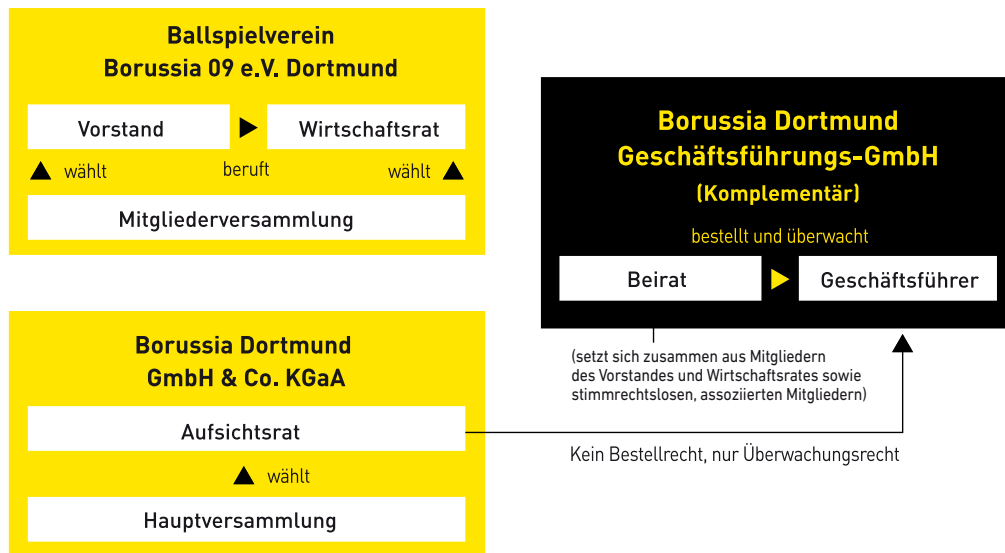 Ballspielverein
Borussia 09 e.V. Dortmund
Vorstand
Wirtschaftsrat
wählt
beruft
wählt
Mitgliederversammlung
Borussia Dortmund
Geschäftsführungs-GmbH
(Komplementär)
bestellt und überwacht
Beirat
Geschäftsführer
(setzt sich zusammen aus Mitgliedern
des Vorstandes und Wirtschaftsrates sowie
stimmrechtslosen, assoziierten Mitgliedern)
Borussia Dortmund
GmbH & Co. KGaA
Aufsichtsrat
Kein Bestellrecht, nur Überwachungsrecht
wählt
Hauptversammlung